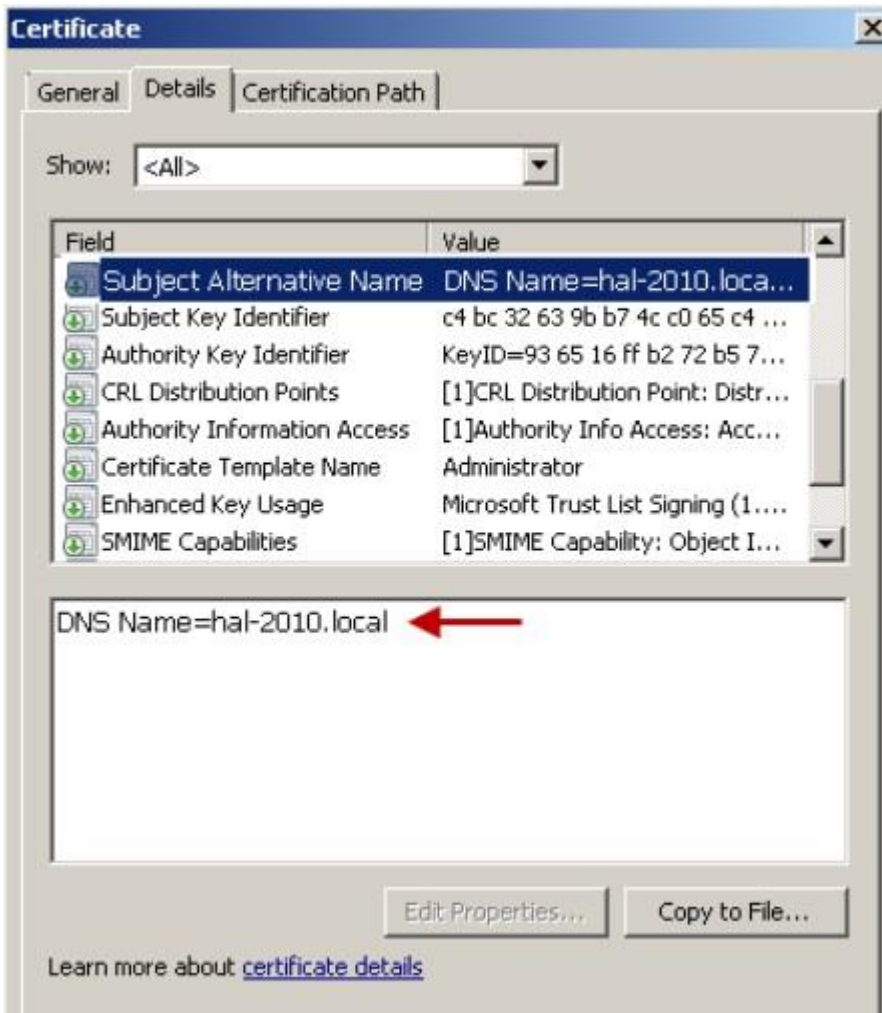 Certificate
General Details Certification Path
Show: <All>
Field Value
Subject Alternative Name DNS Name=hal-2010.loca...
Subject Key Identifier c4 bc 32 63 9b b7 4c c0 65 c4 ...
Authority Key Identifier KeyID=93 65 16 ff b2 72 b5 7...
CRL Distribution Points [1]CRL Distribution Point: Distr...
Authority Information Access [1]Authority Info Access: Acc...
Certificate Template Name Administrator
Enhanced Key Usage Microsoft Trust List Signing (1....
SMIME Capabilities [1]SMIME Capability: Object I...
DNS Name=hal-2010.local
Edit Properties... Copy to File...
Learn more about certificate details